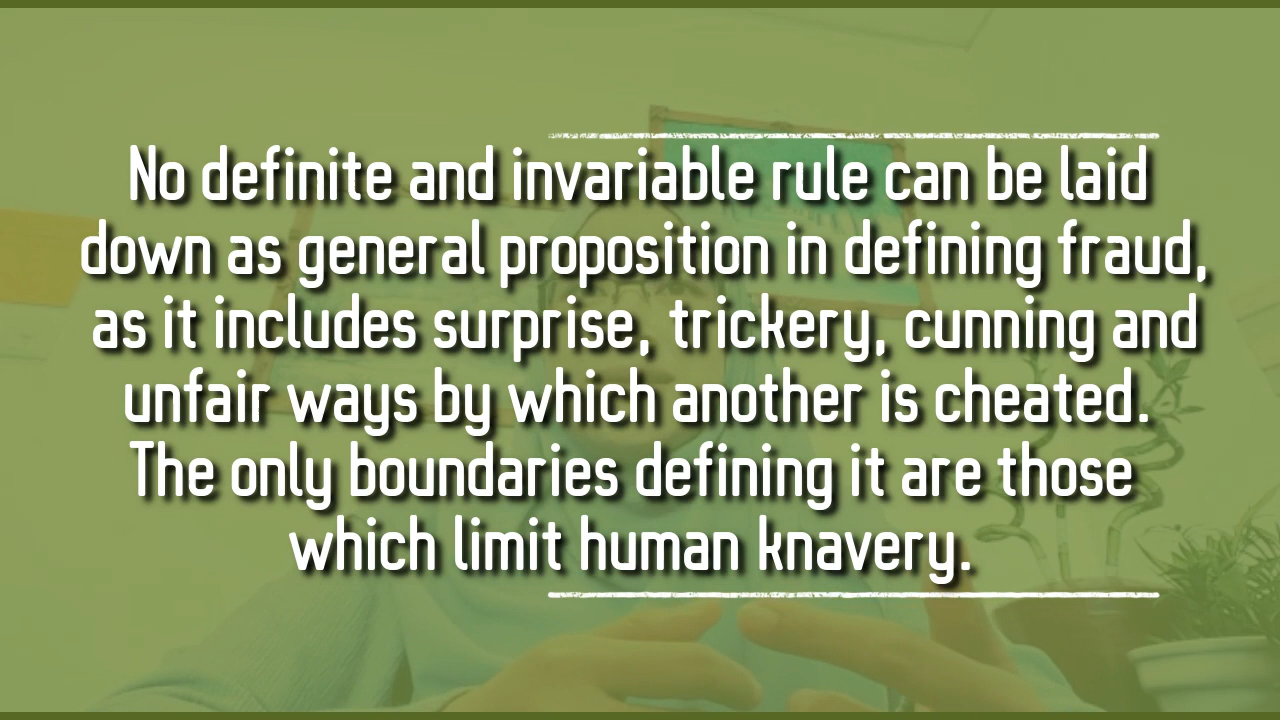 No definite and invariable rule can be laid
down as general proposition in defining fraud,
as it includes surprise, trickery, cunning and
unfair ways by which another is cheated.
The only boundaries defining it are those
which limit human knavery.